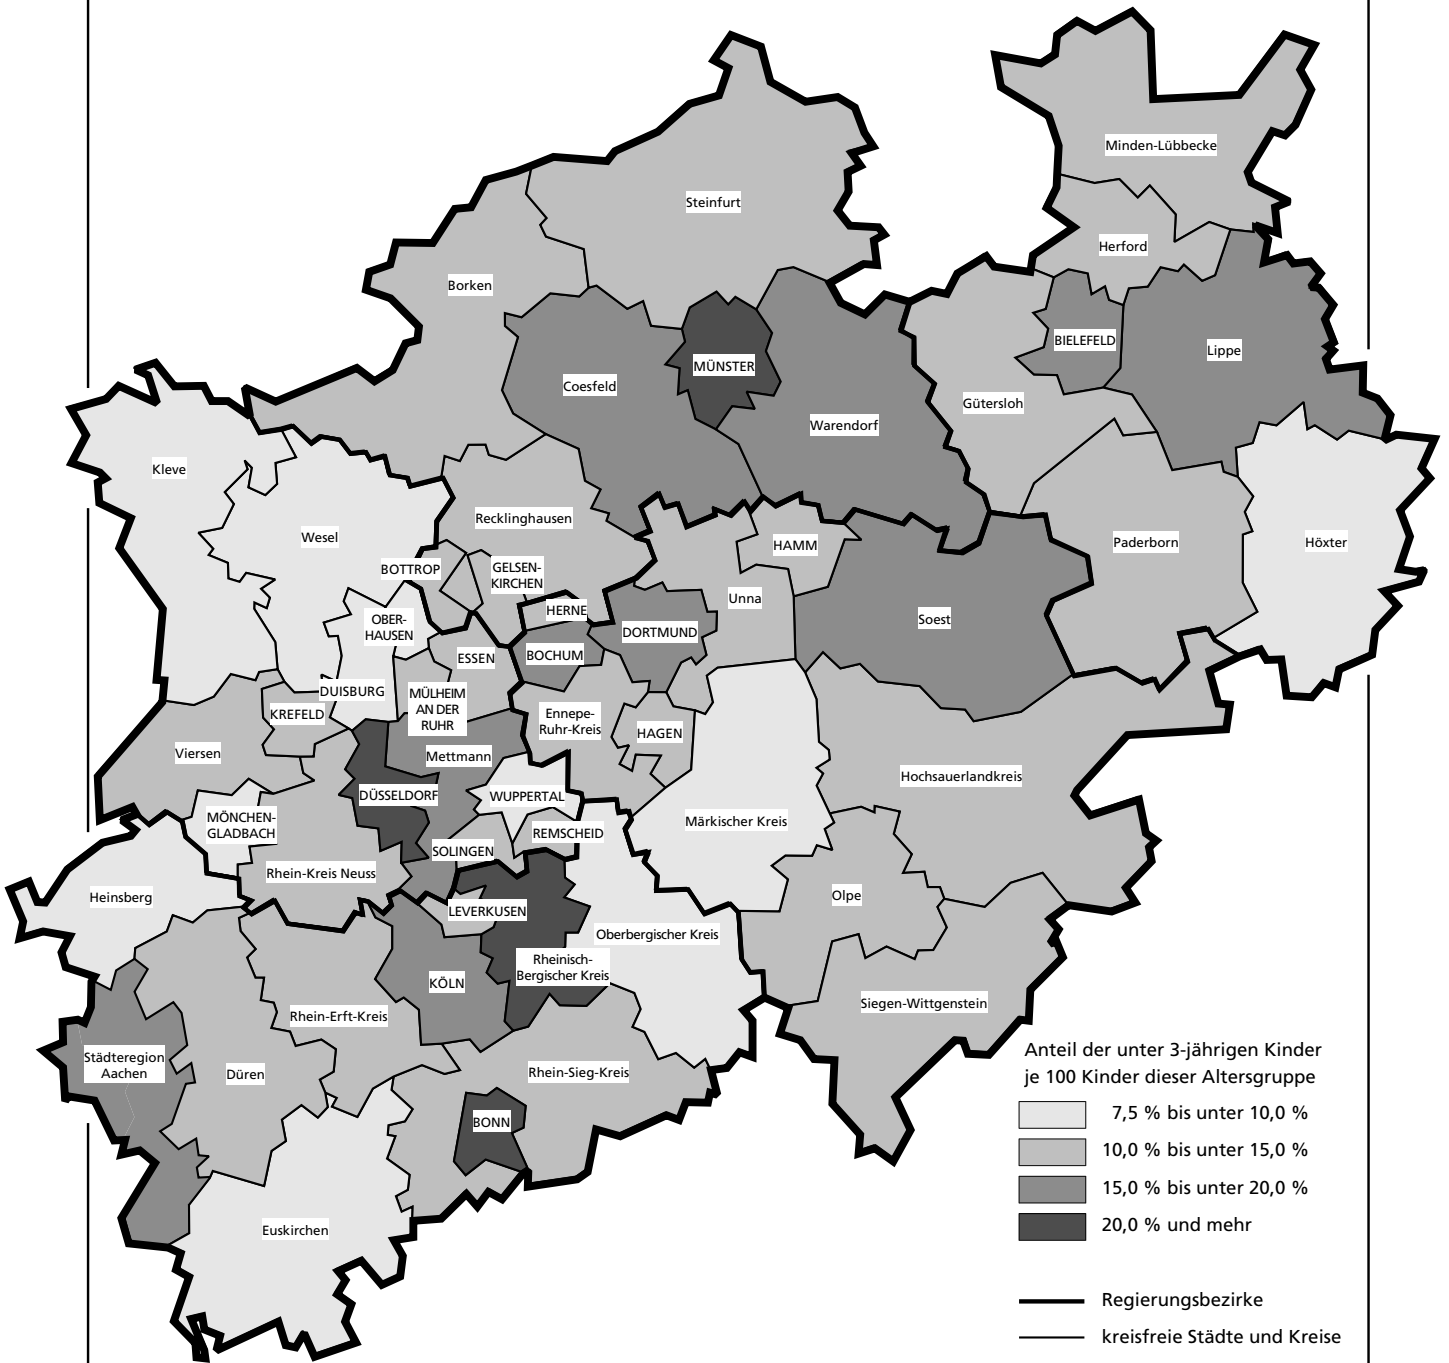 Minden-Lübbecke
Steinfurt
Herford
Borken
BIELEFELD
Lippe
MÜNSTER
Coesfeld
Gütersloh
Warendorf
Kleve
Recklinghausen
Wesel
HAMM
Paderborn
Höxter
BOTTROP
GELSEN-
KIRCHEN
Unna
HERNE
Soest
OBER-
HAUSEN
DORTMUND
BOCHUM
ESSEN
DUISBURG
MÜLHEIM
AN DER
RUHR
KREFELD
Ennepe-
Ruhr-Kreis
HAGEN
Viersen
Mettmann
Hochsauerlandkreis
DÜSSELDORF
WUPPERTAL
MÖNCHEN-
GLADBACH
Märkischer Kreis
REMSCHEID
SOLINGEN
Rhein-Kreis Neuss
Heinsberg
Olpe
LEVERKUSEN
Oberbergischer Kreis
Rheinisch-
Bergischer Kreis
KÖLN
Siegen-Wittgenstein
Rhein-Erft-Kreis
Städteregion
Aachen
Düren
Rhein-Sieg-Kreis
BONN
Euskirchen
Anteil der unter 3-jährigen Kinder
je 100 Kinder dieser Altersgruppe
7,5 % bis unter 10,0 %
10,0 % bis unter 15,0 %
15,0 % bis unter 20,0 %
20,0 % und mehr
Regierungsbezirke
kreisfreie Städte und Kreise